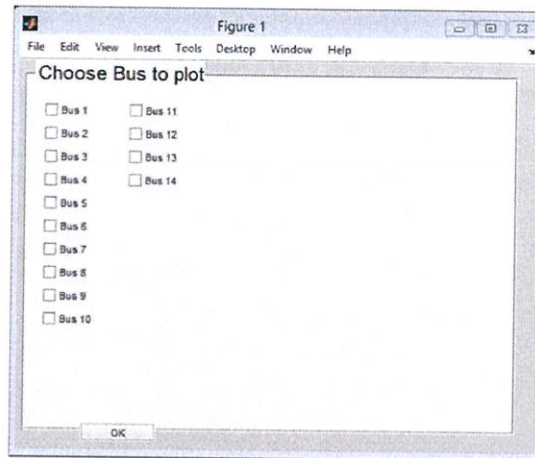 Figure 1
File Edit View Insert Tools Desktop Window Help
Choose Bus to plot
Bus 1
Bus 2
Bus 3
Bus 4
Bus 5
Bus 6
Bus 7
Bus 8
Bus 9
Bus 10
Bus 11
Bus 12
Bus 13
Bus 14
OK